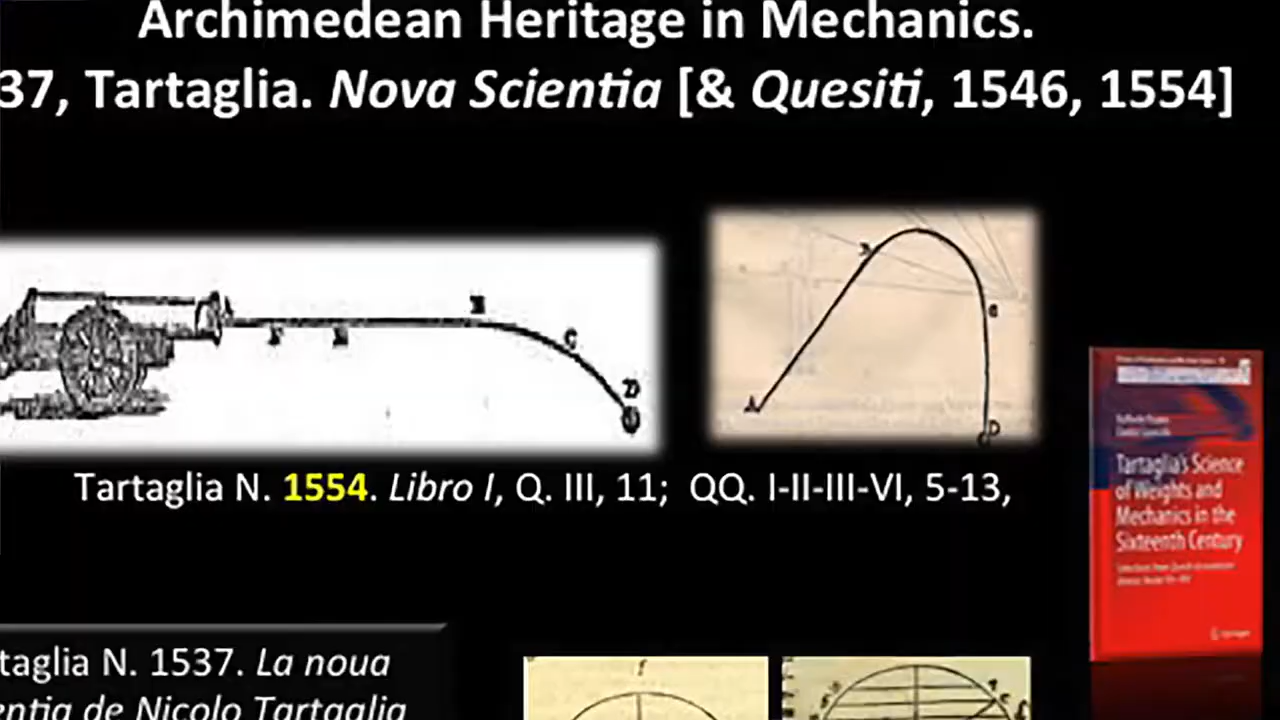 Archimedean Heritage in Mechanics.
37, Tartaglia. Nova Scientia [& Quesiti, 1546, 1554]
A
H
C
D
A
D
Tartaglia N. 1554. Libro I, Q. III, 11; QQ. I-II-III-VI, 5-13,
Tartaglia's Science
of Weights and
Mechanics in the
Sixteenth Century
Springer
taglia N. 1537. La noua
entia de Nicolo Tartaglia
f